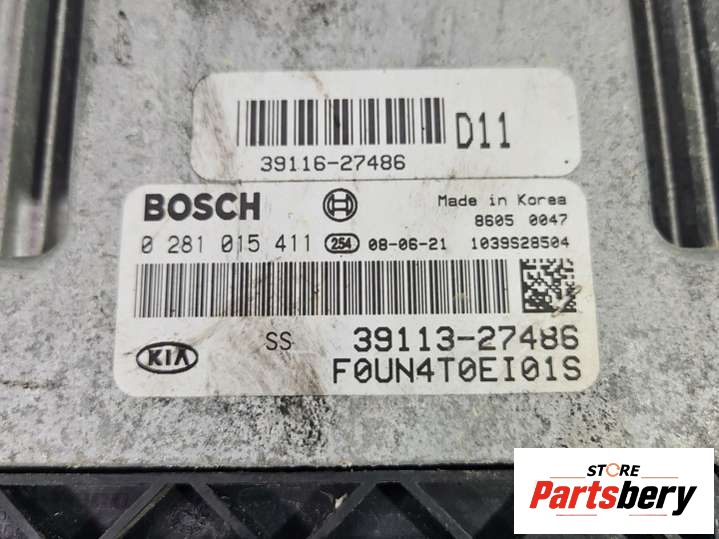 D11
39116-27486
BOSCH
Made in Korea
8605 0047
0 281 015 411 254 08-06-21 1039S28504
KIA
SS 39113-27486
F0UN4T0EI01S
STORE
Partsbery